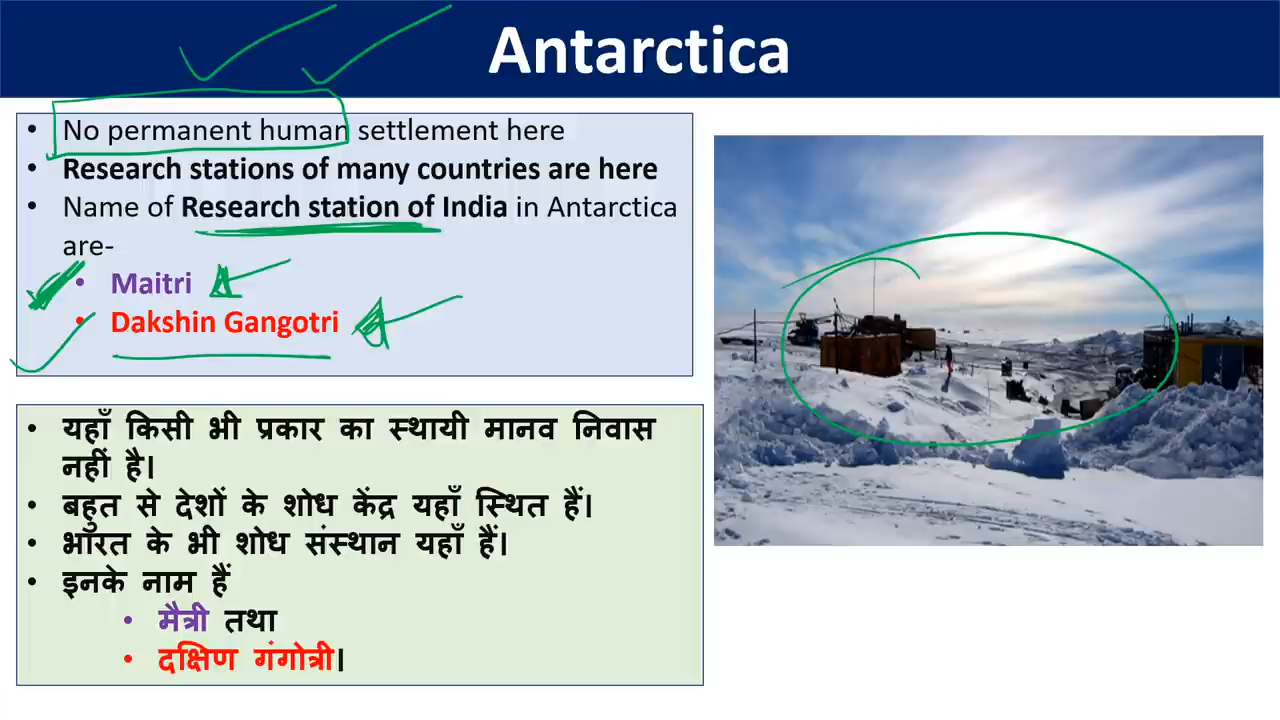 Antarctica
• No permanent human settlement here
• Research stations of many countries are here
• Name of Research station of India in Antarctica
are-
• Maitri
• Dakshin Gangotri
• यहाँ किसी भी प्रकार का स्थायी मानव निवास
नहीं है।
• बहुत से देशों के शोध केंद्र यहाँ स्थित हैं।
• भारत के भी शोध संस्थान यहाँ हैं।
• इनके नाम हैं
• मैत्री तथा
• दक्षिण गंगोत्री।